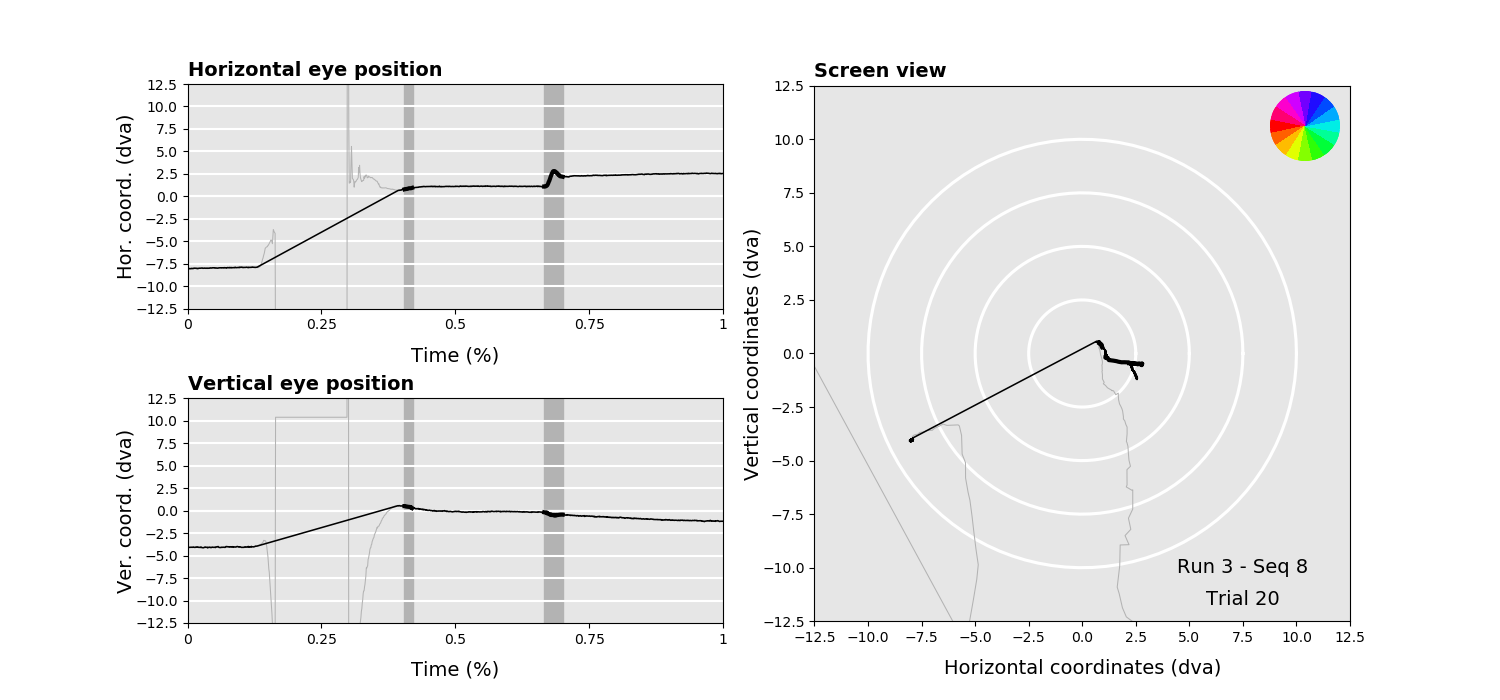 Horizontal eye position
Hor. coord. (dva)
12.5
10.0
7.5
5.0
2.5
0.0
−2.5
−5.0
−7.5
−10.0
−12.5
0 0.25 0.5 0.75 1
Time (%)
Vertical eye position
Ver. coord. (dva)
12.5
10.0
7.5
5.0
2.5
0.0
−2.5
−5.0
−7.5
−10.0
−12.5
0 0.25 0.5 0.75 1
Time (%)
Screen view
Vertical coordinates (dva)
12.5
10.0
7.5
5.0
2.5
0.0
−2.5
−5.0
−7.5
−10.0
−12.5
Run 3 - Seq 8
Trial 20
−12.5 −10.0 −7.5 −5.0 −2.5 0.0 2.5 5.0 7.5 10.0 12.5
Horizontal coordinates (dva)